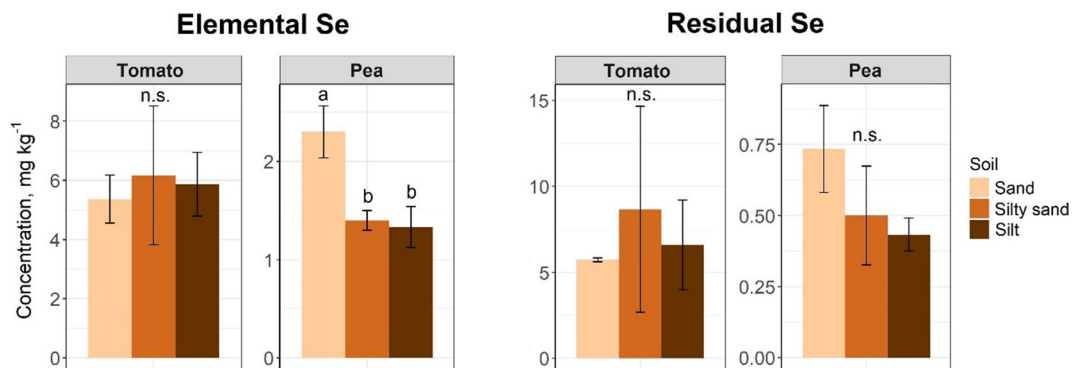 Elemental Se
Residual Se
Tomato
Pea
Tomato
Pea
Concentration, mg kg⁻¹
8
6
4
2
0
n.s.
2
1
0
a
b
b
15
10
5
0
n.s.
0.75
0.50
0.25
0.00
n.s.
Soil
Sand
Silty sand
Silt